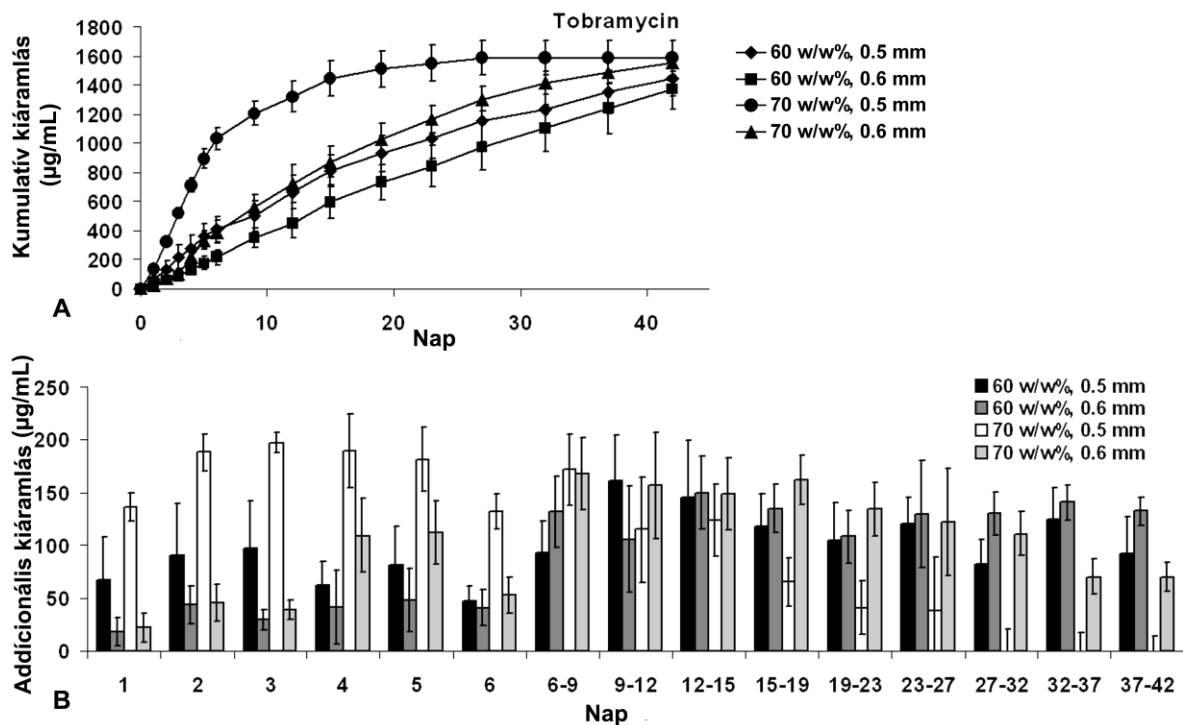 Tobramycin
Kumulatív kiáramlás
(µg/mL)
1800
1600
1400
1200
1000
800
600
400
200
0
0 10 20 30 40
Nap
A
60 w/w%, 0.5 mm
60 w/w%, 0.6 mm
70 w/w%, 0.5 mm
70 w/w%, 0.6 mm
Addícionális kiáramlás (µg/mL)
250
200
150
100
50
0
60 w/w%, 0.5 mm
60 w/w%, 0.6 mm
70 w/w%, 0.5 mm
70 w/w%, 0.6 mm
1 2 3 4 5 6 6-9 9-12 12-15 15-19 19-23 23-27 27-32 32-37 37-42
B
Nap